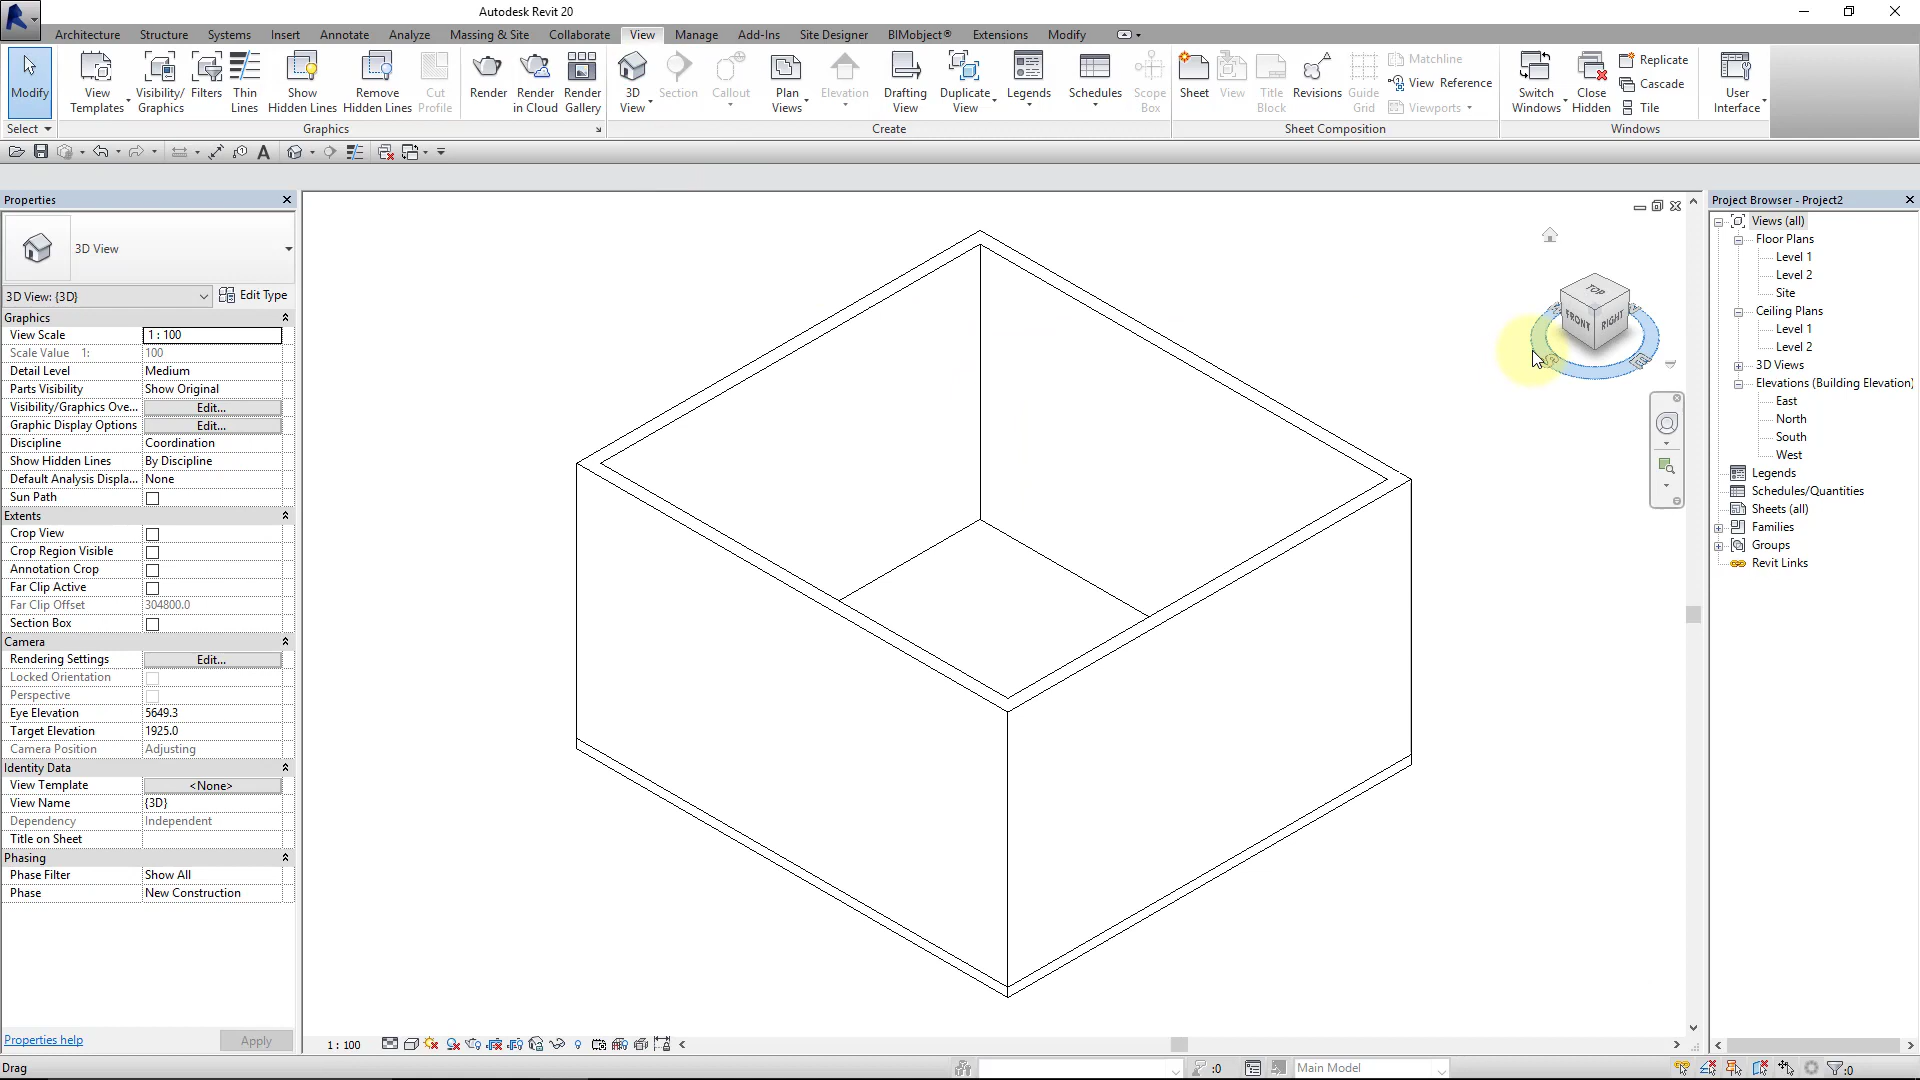 Autodesk Revit 20
Architecture Structure Systems Insert Annotate Analyze Massing & Site Collaborate View Manage Add-Ins Site Designer BIMobject® Extensions Modify
Modify
View Templates
Visibility/ Graphics
Filters
Thin Lines
Show Hidden Lines
Remove Hidden Lines
Cut Profile
Render
Render in Cloud
Render Gallery
3D View
Section
Callout
Plan Views
Elevation
Drafting View
Duplicate View
Legends
Schedules
Scope Box
Sheet
View
Title Block
Revisions
Guide Grid
Matchline
View Reference
Viewports
Switch Windows
Close Hidden
Replicate
Cascade
Tile
User Interface
Select Graphics Create Sheet Composition Windows
Properties
3D View
3D View: {3D} Edit Type
Graphics
View Scale 1 : 100
Scale Value 1: 100
Detail Level Medium
Parts Visibility Show Original
Visibility/Graphics Ove... Edit...
Graphic Display Options Edit...
Discipline Coordination
Show Hidden Lines By Discipline
Default Analysis Displa... None
Sun Path
Extents
Crop View
Crop Region Visible
Annotation Crop
Far Clip Active
Far Clip Offset 304800.0
Section Box
Camera
Rendering Settings Edit...
Locked Orientation
Perspective
Eye Elevation 5649.3
Target Elevation 1925.0
Camera Position Adjusting
Identity Data
View Template <None>
View Name {3D}
Dependency Independent
Title on Sheet
Phasing
Phase Filter Show All
Phase New Construction
Properties help Apply
TOP
FRONT RIGHT
Project Browser - Project2
Views (all)
Floor Plans
Level 1
Level 2
Site
Ceiling Plans
Level 1
Level 2
3D Views
Elevations (Building Elevation)
East
North
South
West
Legends
Schedules/Quantities
Sheets (all)
Families
Groups
Revit Links
1 : 100
Drag :0 Main Model :0